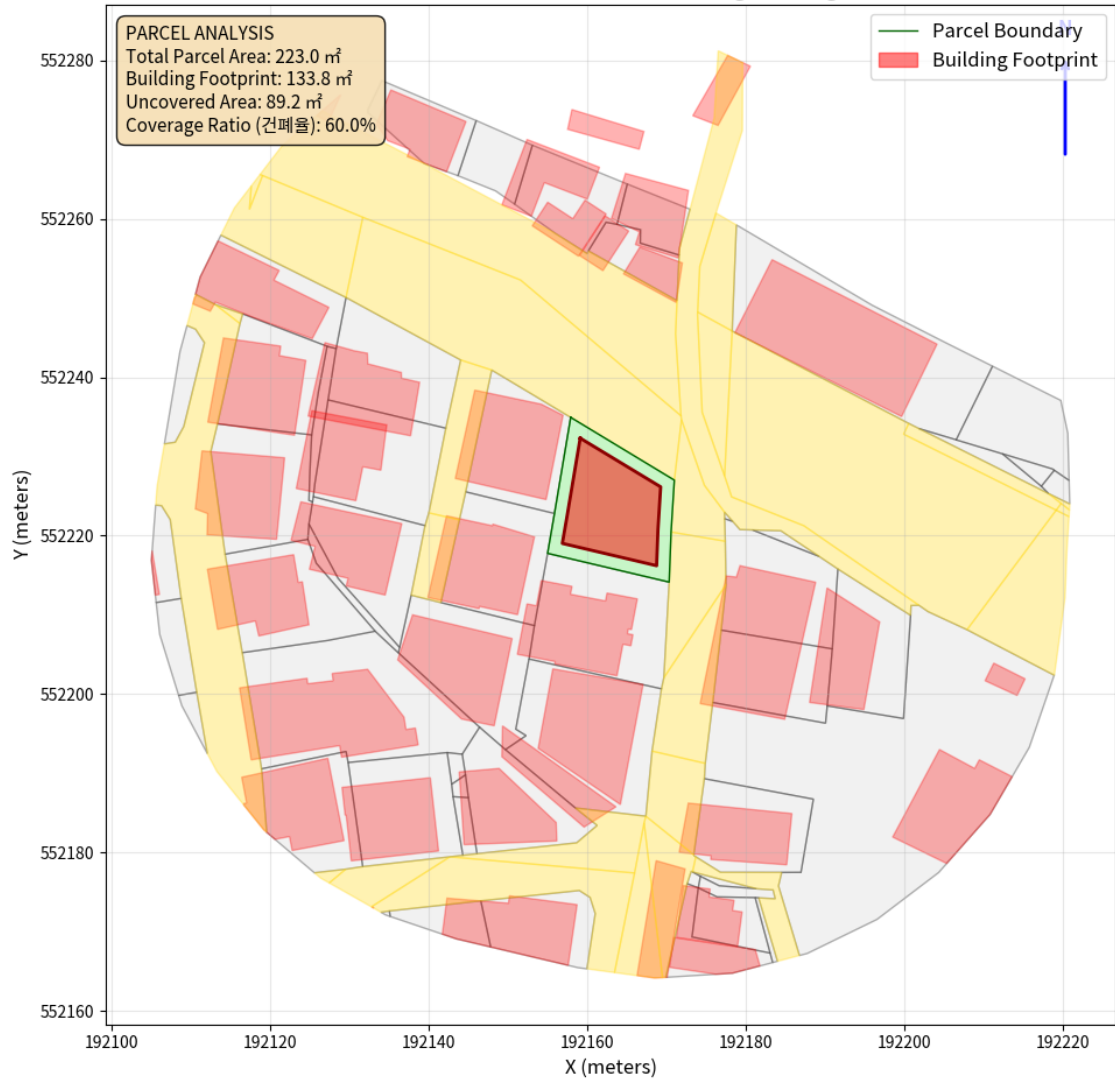 PARCEL ANALYSIS
Total Parcel Area: 223.0 ㎡
Building Footprint: 133.8 ㎡
Uncovered Area: 89.2 ㎡
Coverage Ratio (건폐율): 60.0%
N
Parcel Boundary
Building Footprint
552280
552260
552240
552220
552200
552180
552160
Y (meters)
192100 192120 192140 192160 192180 192200 192220
X (meters)